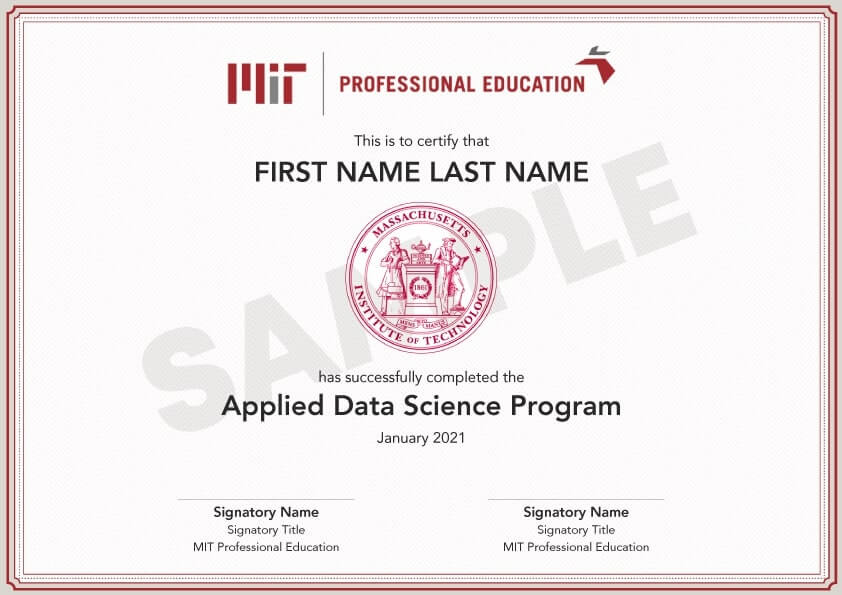 MIT PROFESSIONAL EDUCATION
This is to certify that
FIRST NAME LAST NAME
SAMPLE
MASSACHUSETTS
INSTITUTE OF TECHNOLOGY
1861
MENS ET MANUS
has successfully completed the
Applied Data Science Program
January 2021
Signatory Name
Signatory Title
MIT Professional Education
Signatory Name
Signatory Title
MIT Professional Education